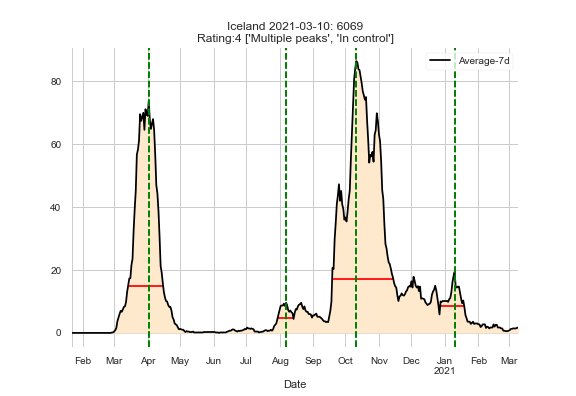 Iceland 2021-03-10: 6069
Rating:4 ['Multiple peaks', 'In control']
Average-7d
80
60
40
20
0
Feb Mar Apr May Jun Jul Aug Sep Oct Nov Dec Jan Feb Mar
2021
Date